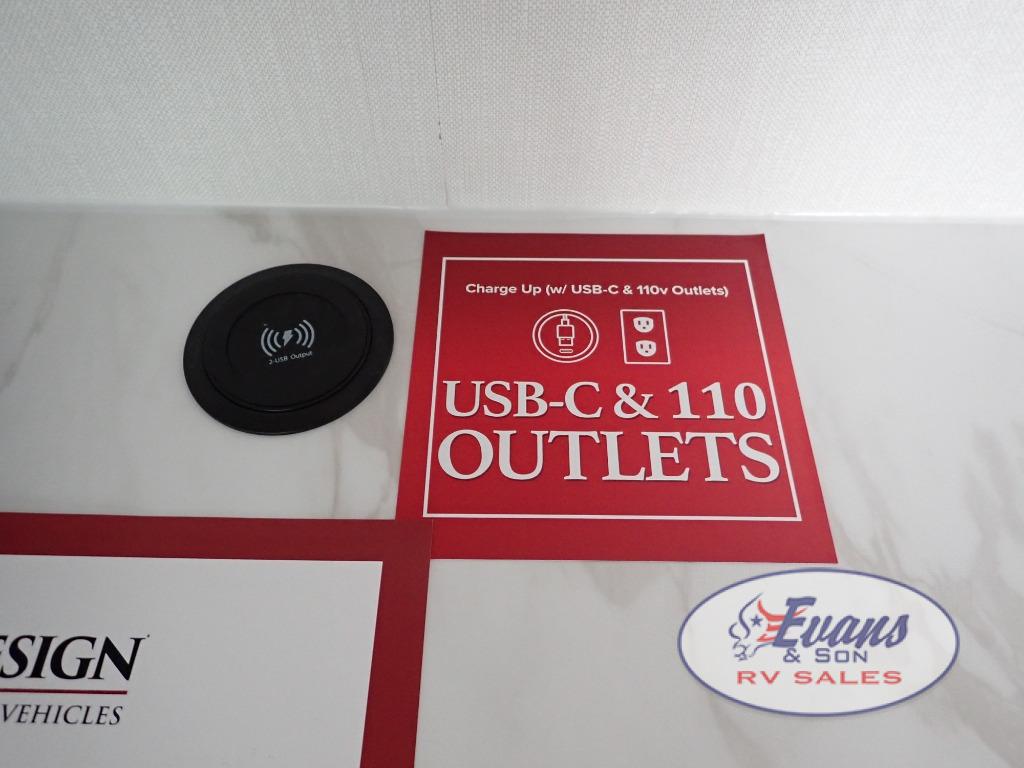 2-USB Output
Charge Up (w/ USB-C & 110v Outlets)
USB-C & 110
OUTLETS
ESIGN
VEHICLES
Evans
& SON
RV SALES